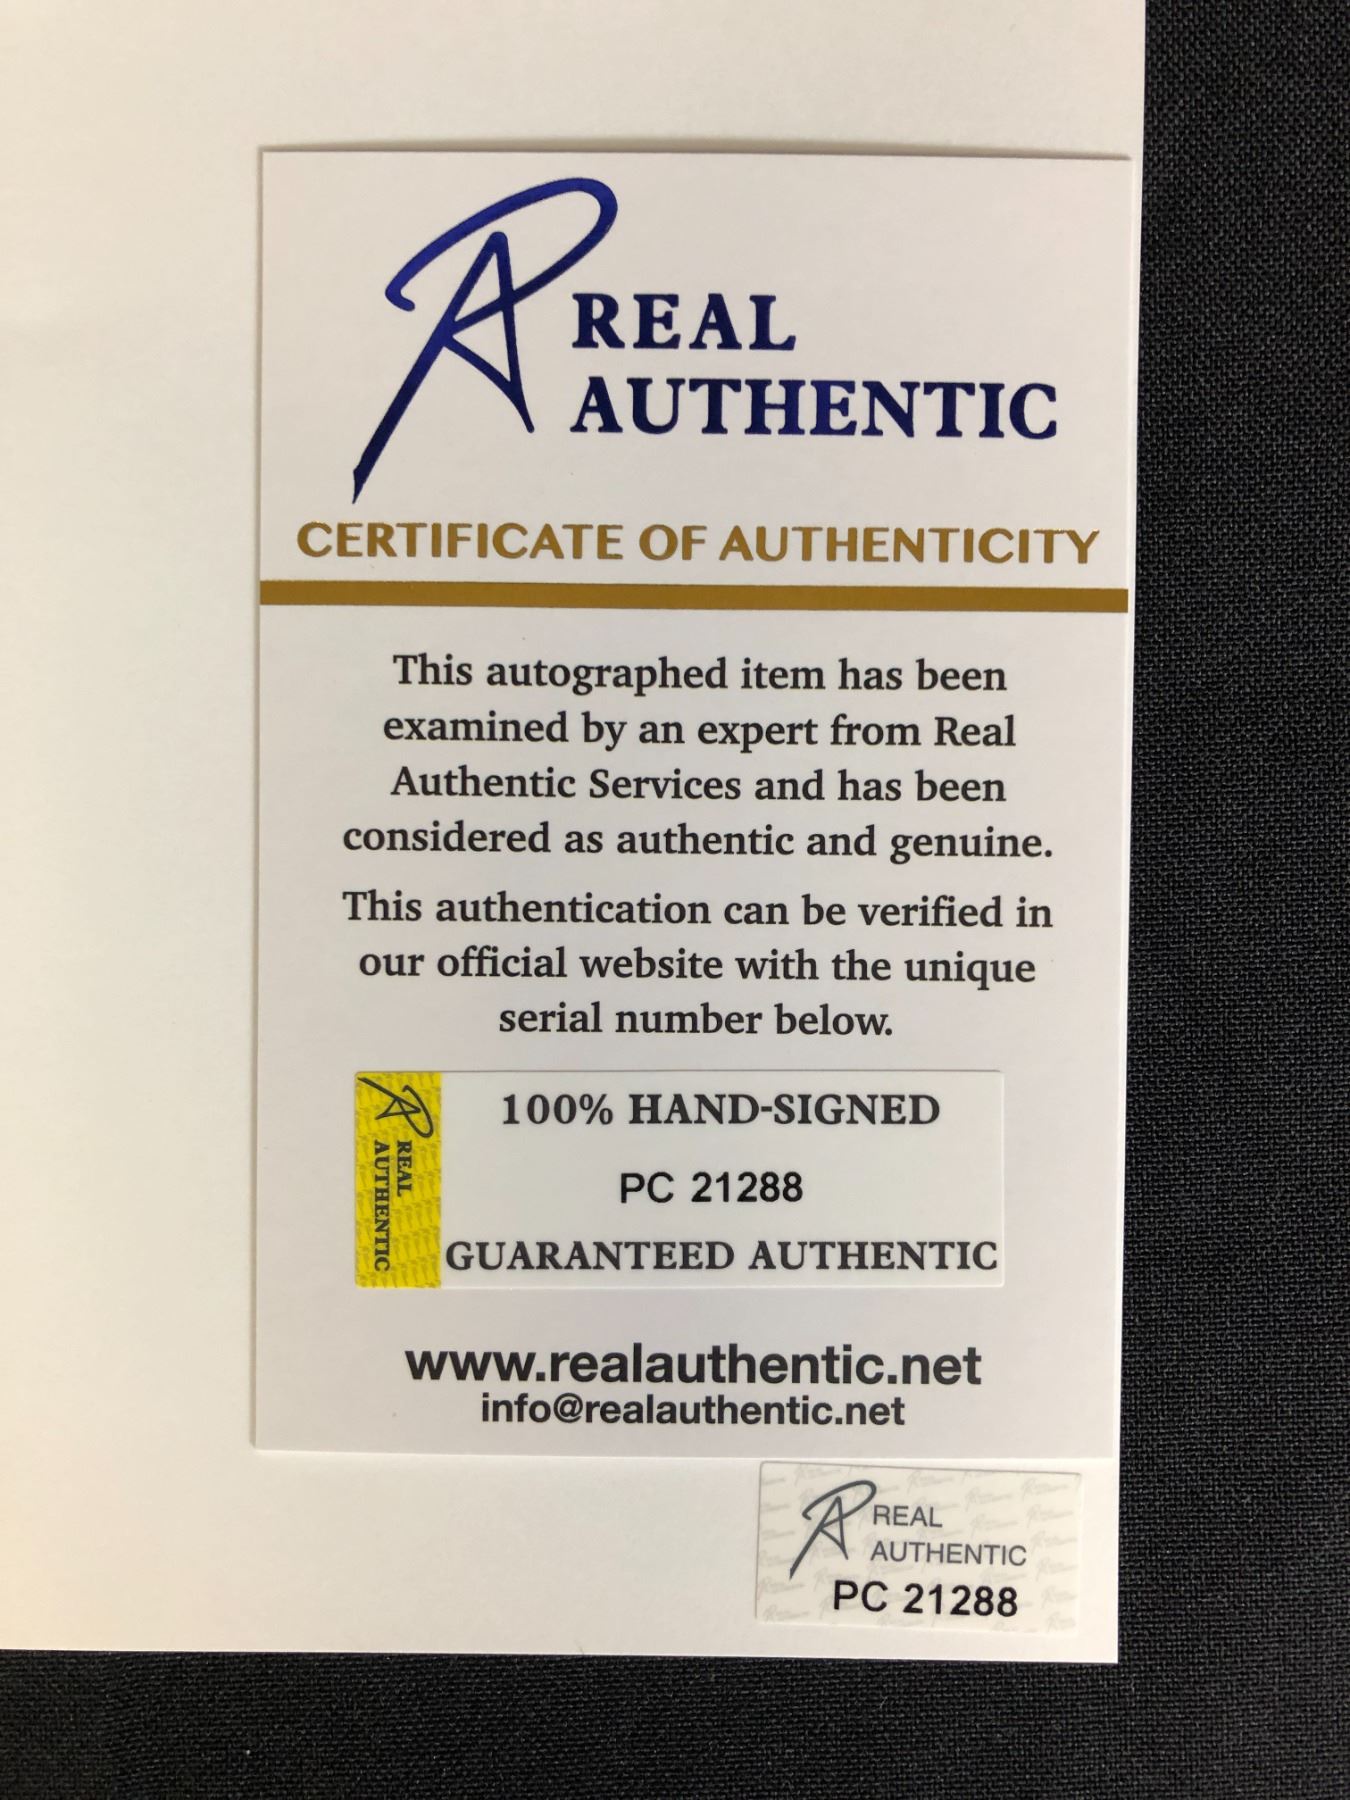 REAL
AUTHENTIC
CERTIFICATE OF AUTHENTICITY
This autographed item has been
examined by an expert from Real
Authentic Services and has been
considered as authentic and genuine.
This authentication can be verified in
our official website with the unique
serial number below.
REAL
AUTHENTIC
100% HAND-SIGNED
PC 21288
GUARANTEED AUTHENTIC
www.realauthentic.net
info@realauthentic.net
REAL
AUTHENTIC
PC 21288